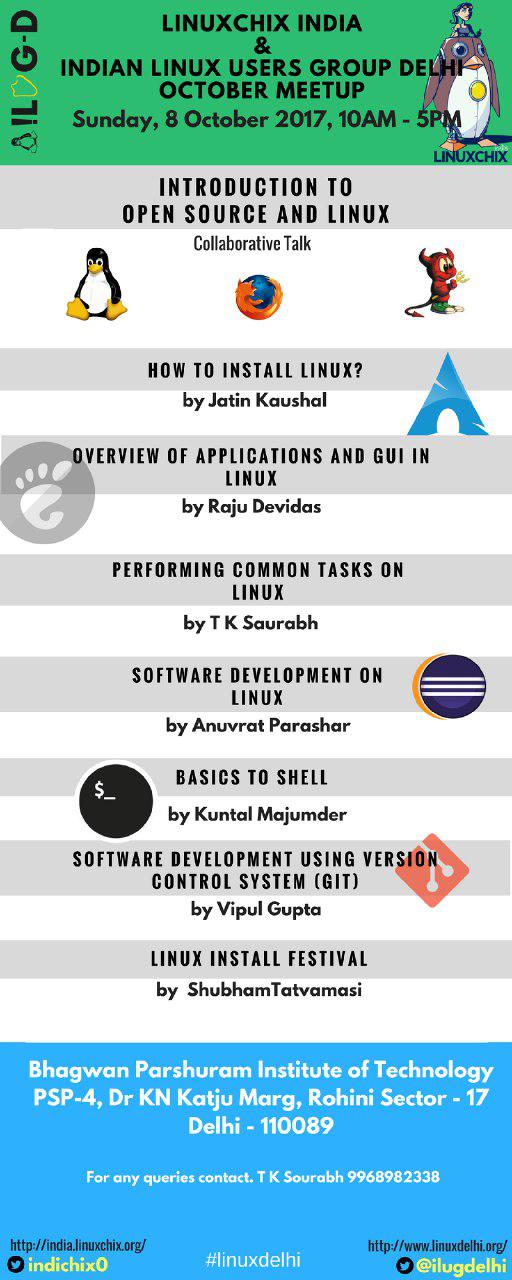 !LUG-D
LINUXCHIX INDIA
&
INDIAN LINUX USERS GROUP DELHI
OCTOBER MEETUP
Sunday, 8 October 2017, 10AM - 5PM
LINUXCHIX
INTRODUCTION TO
OPEN SOURCE AND LINUX
Collaborative Talk
HOW TO INSTALL LINUX?
by Jatin Kaushal
OVERVIEW OF APPLICATIONS AND GUI IN
LINUX
by Raju Devidas
PERFORMING COMMON TASKS ON
LINUX
by T K Saurabh
SOFTWARE DEVELOPMENT ON
LINUX
by Anuvrat Parashar
$_
BASICS TO SHELL
by Kuntal Majumder
SOFTWARE DEVELOPMENT USING VERSION
CONTROL SYSTEM (GIT)
by Vipul Gupta
LINUX INSTALL FESTIVAL
by ShubhamTatvamasi
Bhagwan Parshuram Institute of Technology
PSP-4, Dr KN Katju Marg, Rohini Sector - 17
Delhi - 110089
For any queries contact. T K Sourabh 9968982338
http://india.linuxchix.org/
http://www.linuxdelhi.org/
indichix0
#linuxdelhi
@ilugdelhi